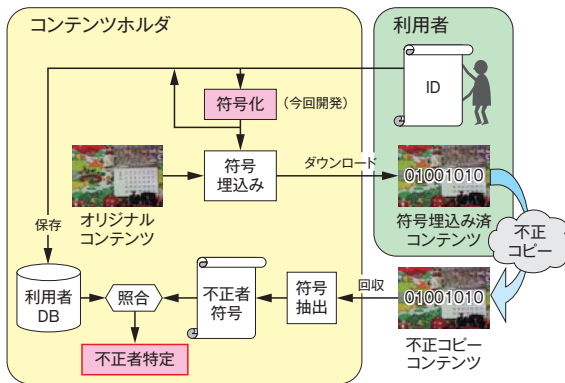 コンテンツホルダ
利用者
ID
符号化
(今回開発)
符号
埋込み
ダウンロード
01001010
オリジナル
コンテンツ
符号埋込み済
コンテンツ
不正
コピー
保存
利用者
DB
照合
不正者
符号
符号
抽出
回収
01001010
不正コピー
コンテンツ
不正者特定